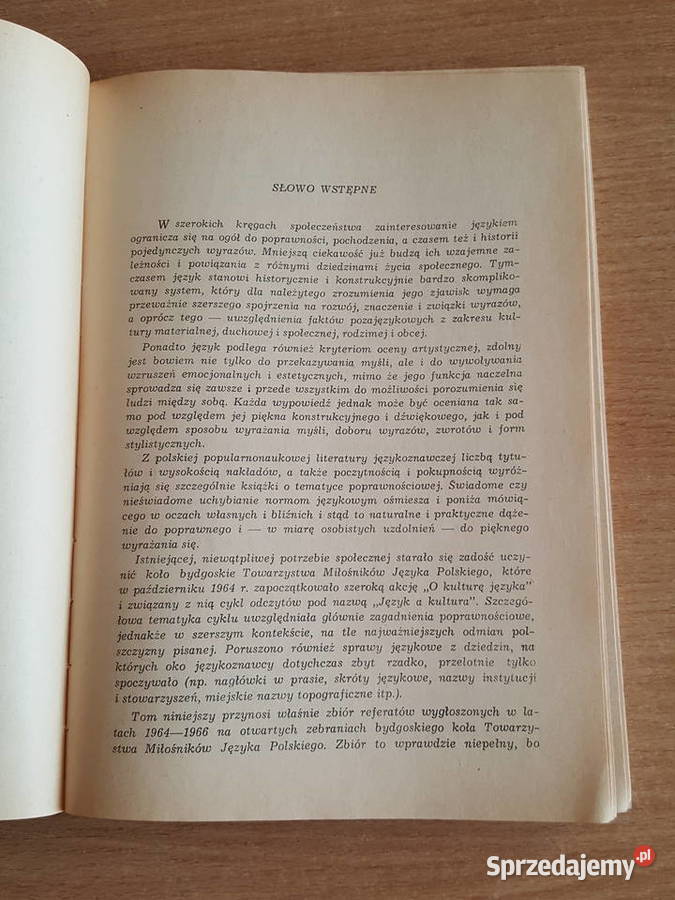 SŁOWO WSTĘPNE
W szerokich kręgach społeczeństwa zainteresowanie językiem
ogranicza się na ogół do poprawności, pochodzenia, a czasem też i historii
pojedynczych wyrazów. Mniejszą ciekawość już budzą ich wzajemne za-
leżności i powiązania z różnymi dziedzinami życia społecznego. Tym-
czasem język stanowi historycznie i konstrukcyjnie bardzo skompliko-
wany system, który dla należytego zrozumienia jego zjawisk wymaga
przeważnie szerszego spojrzenia na rozwój, znaczenie i związki wyrazów,
a oprócz tego — uwzględnienia faktów pozajęzykowych z zakresu kul-
tury materialnej, duchowej i społecznej, rodzimej i obcej.
Ponadto język podlega również kryteriom oceny artystycznej, zdolny
jest bowiem nie tylko do przekazywania myśli, ale i do wywoływania
wzruszeń emocjonalnych i estetycznych, mimo że jego funkcja naczelna
sprowadza się zawsze i przede wszystkim do możliwości porozumienia się
ludzi między sobą. Każda wypowiedź jednak może być oceniana tak sa-
mo pod względem jej piękna konstrukcyjnego i dźwiękowego, jak i pod
względem sposobu wyrażania myśli, doboru wyrazów, zwrotów i form
stylistycznych.
Z polskiej popularnonaukowej literatury językoznawczej liczbą tytu-
łów i wysokością nakładów, a także poczytnością i pokupnością wyróż-
niają się szczególnie książki o tematyce poprawnościowej. Świadome czy
nieświadome uchybianie normom językowym ośmiesza i poniża mówią-
cego w oczach własnych i bliźnich i stąd to naturalne i praktyczne dąże-
nie do poprawnego i — w miarę osobistych uzdolnień — do pięknego
wyrażania się.
Istniejącej, niewątpliwej potrzebie społecznej starało się zadość uczy-
nić koło bydgoskie Towarzystwa Miłośników Języka Polskiego, które
w październiku 1964 r. zapoczątkowało szeroką akcję „O kulturę języka"
i związany z nią cykl odczytów pod nazwą „Język a kultura". Szczegó-
łowa tematyka cyklu uwzględniała głównie zagadnienia poprawnościowe,
jednakże w szerszym kontekście, na tle najważniejszych odmian pol-
szczyzny pisanej. Poruszono również sprawy językowe z dziedzin, na
których oko językoznawcy dotychczas zbyt rzadko, przelotnie tylko
spoczywało (np. nagłówki w prasie, skróty językowe, nazwy instytucji
i stowarzyszeń, miejskie nazwy topograficzne itp.).
Tom niniejszy przynosi właśnie zbiór referatów wygłoszonych w la-
tach 1964—1966 na otwartych zebraniach bydgoskiego koła Towarzy-
stwa Miłośników Języka Polskiego. Zbiór to wprawdzie niepełny, bo
Sprzedajemy.pl